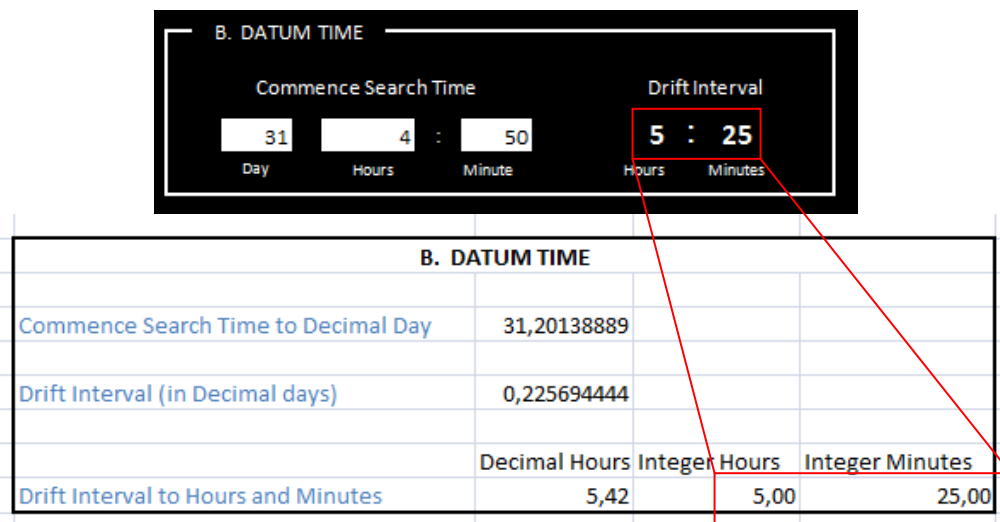 B. DATUM TIME
Commence Search Time Drift Interval
31 4 : 50 5 : 25
Day Hours Minute Hours Minutes
B. DATUM TIME
Commence Search Time to Decimal Day 31,20138889
Drift Interval (in Decimal days) 0,225694444
Decimal Hours Integer Hours Integer Minutes
Drift Interval to Hours and Minutes 5,42 5,00 25,00